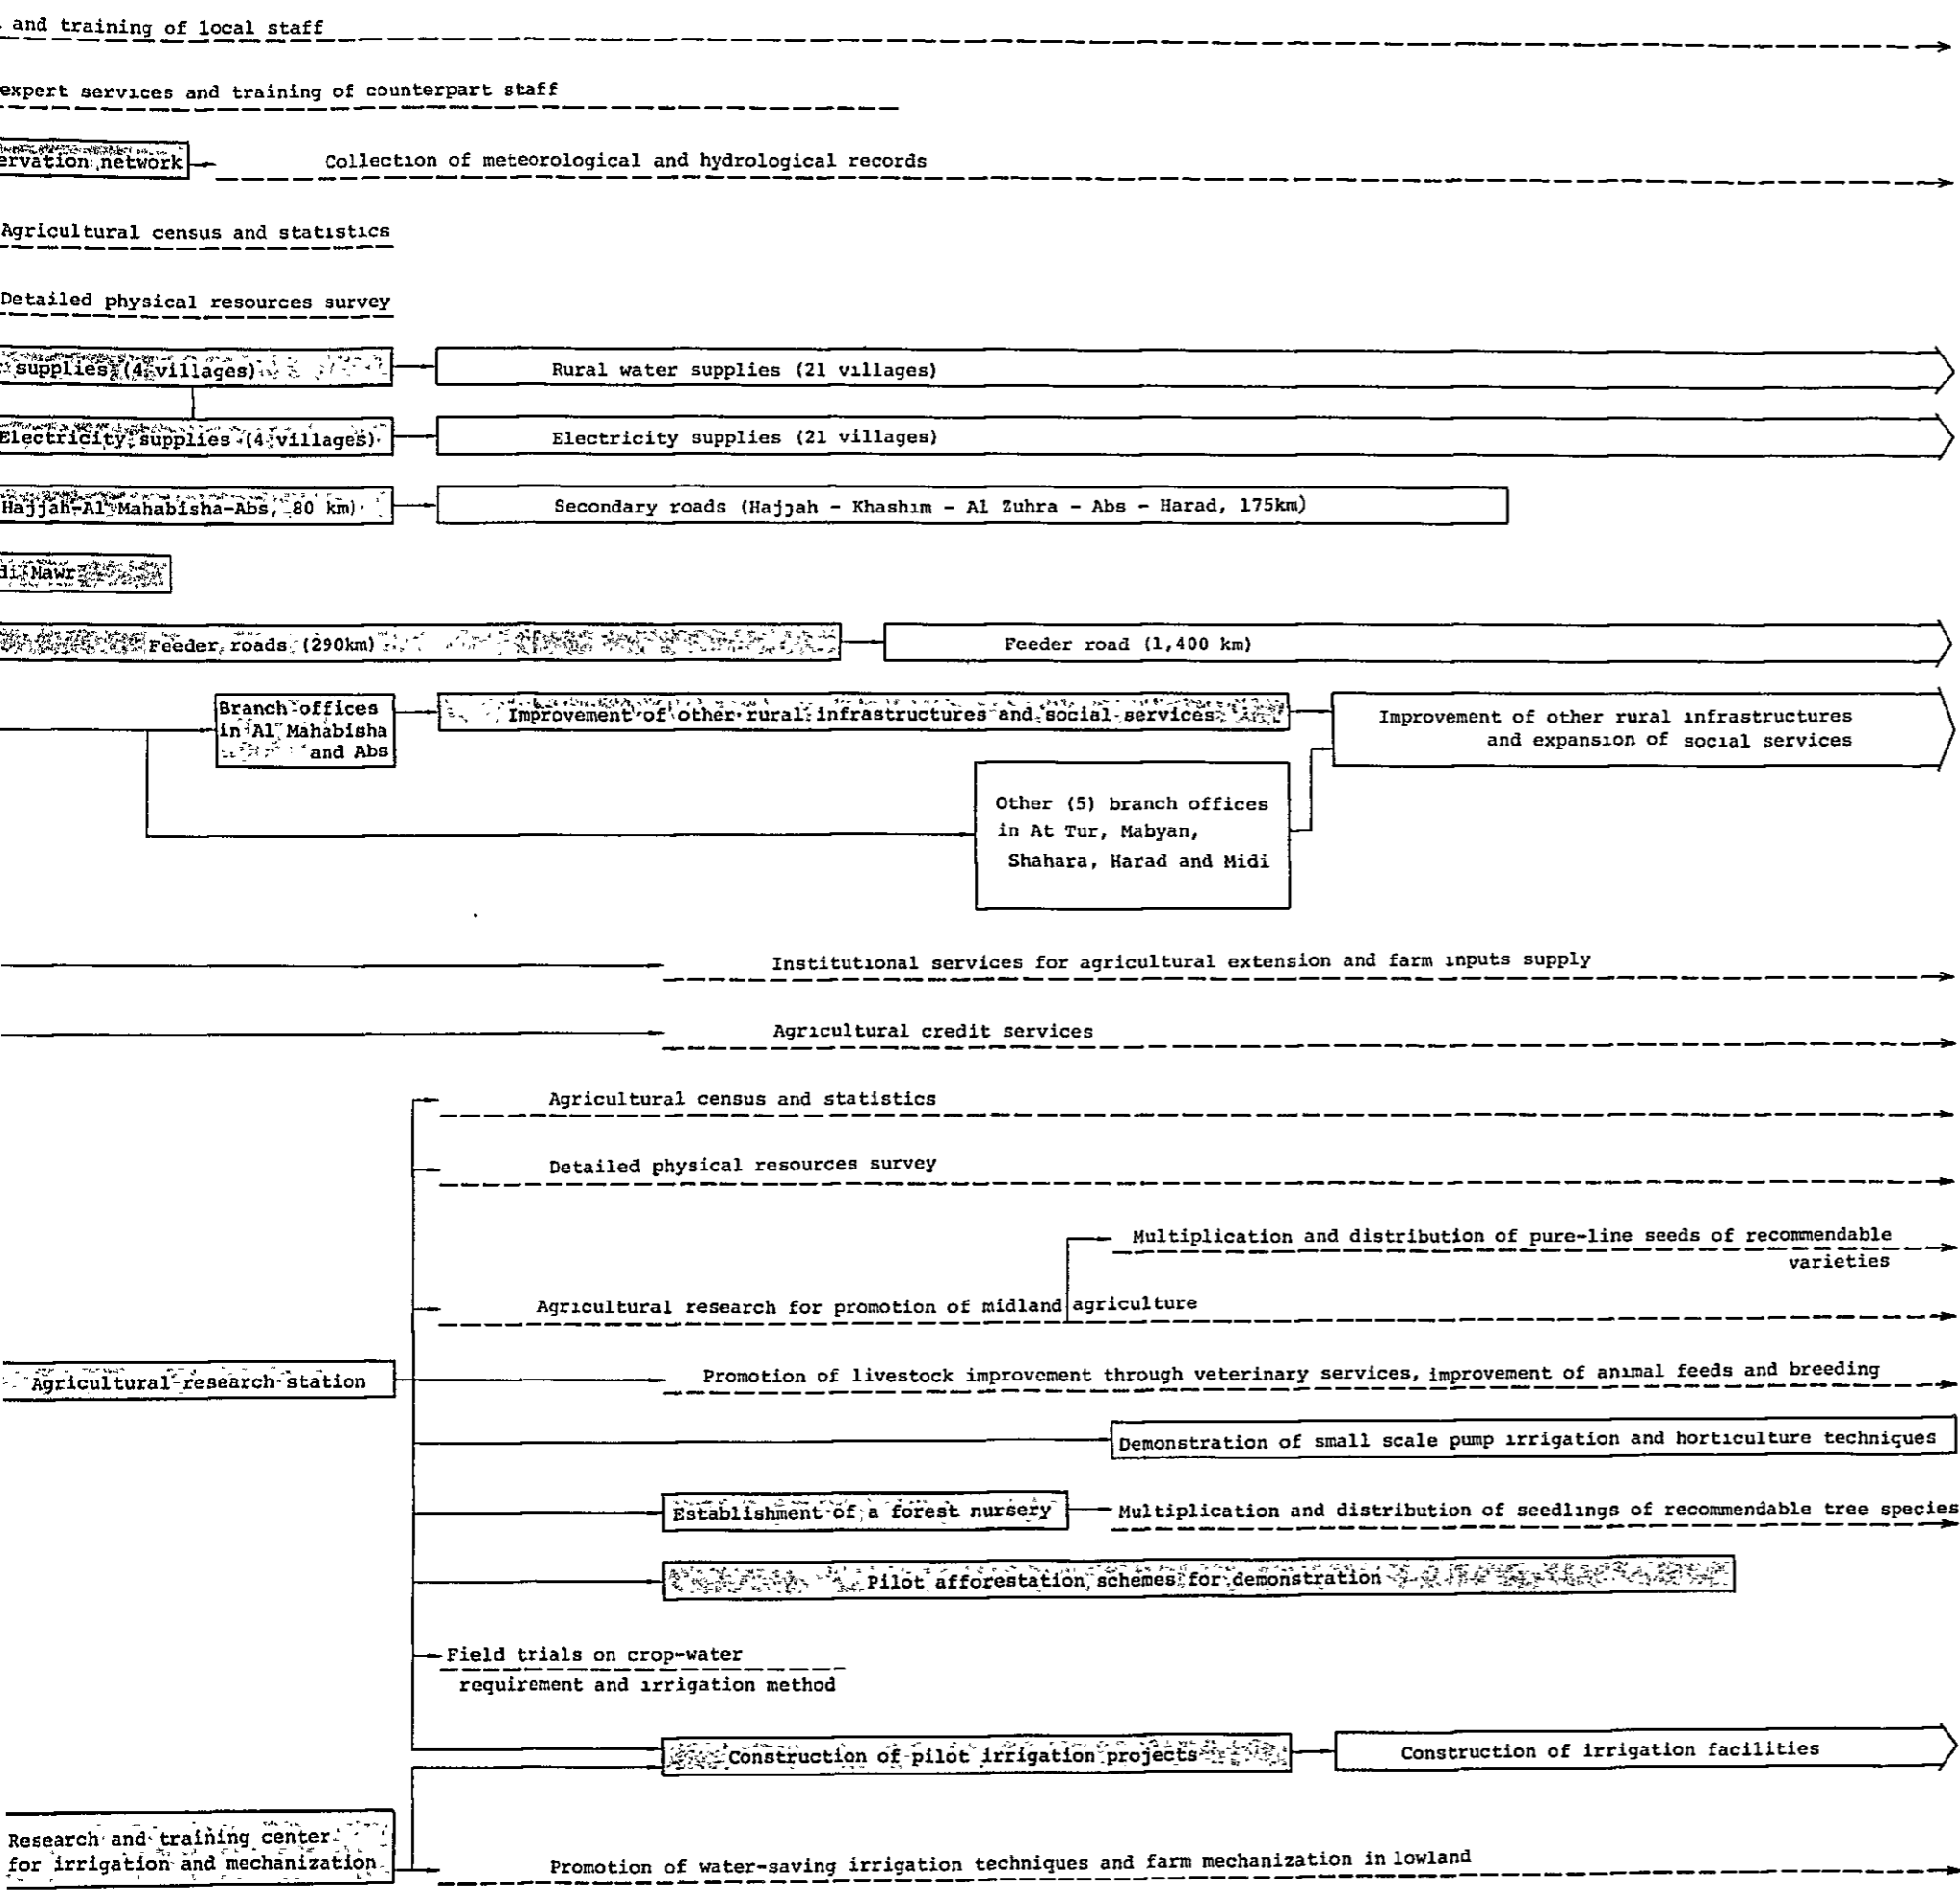 and training of local staff
expert services and training of counterpart staff
ervation network
Collection of meteorological and hydrological records
Agricultural census and statistics
Detailed physical resources survey
supplies (4 villages)
Rural water supplies (21 villages)
Electricity supplies (4 villages)
Electricity supplies (21 villages)
Hajjah-Al Mahabisha-Abs, 80 km)
Secondary roads (Hajjah - Khashim - Al Zuhra - Abs - Harad, 175km)
di Mawr
Feeder roads (290km)
Feeder road (1,400 km)
Branch offices
in Al Mahabisha
and Abs
Improvement of other rural infrastructures and social services
Improvement of other rural infrastructures
and expansion of social services
Other (5) branch offices
in At Tur, Mabyan,
Shahara, Harad and Midi
Institutional services for agricultural extension and farm inputs supply
Agricultural credit services
Agricultural census and statistics
Detailed physical resources survey
Multiplication and distribution of pure-line seeds of recommendable
varieties
Agricultural research for promotion of midland agriculture
Agricultural research station
Promotion of livestock improvement through veterinary services, improvement of animal feeds and breeding
Demonstration of small scale pump irrigation and horticulture techniques
Establishment of a forest nursery
Multiplication and distribution of seedlings of recommendable tree species
Pilot afforestation schemes for demonstration
Field trials on crop-water
requirement and irrigation method
Construction of pilot irrigation projects
Construction of irrigation facilities
Research and training center
for irrigation and mechanization
Promotion of water-saving irrigation techniques and farm mechanization in lowland